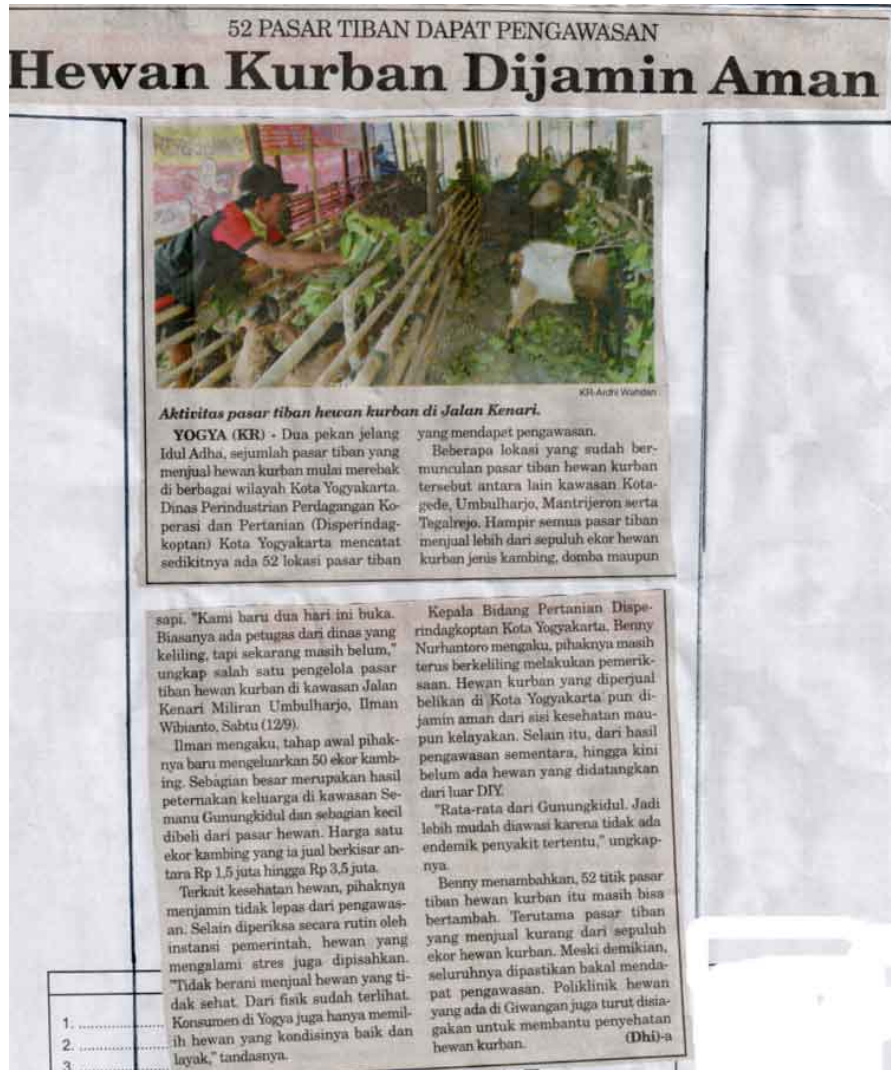 52 PASAR TIBAN DAPAT PENGAWASAN
Hewan Kurban Dijamin Aman
KR-Ardhi Wahdan
Aktivitas pasar tiban hewan kurban di Jalan Kenari.
YOGYA (KR) - Dua pekan jelang
Idul Adha, sejumlah pasar tiban yang
menjual hewan kurban mulai merebak
di berbagai wilayah Kota Yogyakarta.
Dinas Perindustrian Perdagangan Ko-
perasi dan Pertanian (Disperindag-
koptan) Kota Yogyakarta mencatat
sedikitnya ada 52 lokasi pasar tiban
yang mendapet pengawasan.
Beberapa lokasi yang sudah ber-
munculan pasar tiban hewan kurban
tersebut antara lain kawasan Kota-
gede, Umbulharjo, Mantrijeron serta
Tegalrejo. Hampir semua pasar tiban
menjual lebih dari sepuluh ekor hewan
kurban jenis kambing, domba maupun
sapi. "Kami baru dua hari ini buka.
Biasanya ada petugas dari dinas yang
keliling, tapi sekarang masih belum,"
ungkap salah satu pengelola pasar
tiban hewan kurban di kawasan Jalan
Kenari Miliran Umbulharjo, Ilman
Wibianto, Sabtu (12/9).
Ilman mengaku, tahap awal pihak-
nya baru mengeluarkan 50 ekor kamb-
ing. Sebagian besar merupakan hasil
peternakan keluarga di kawasan Se-
manu Gunungkidul dan sebagian kecil
dibeli dari pasar hewan. Harga satu
ekor kambing yang ia jual berkisar an-
tara Rp 1,5 juta hingga Rp 3,5 juta.
Terkait kesehatan hewan, pihaknya
menjamin tidak lepas dari pengawas-
an. Selain diperiksa secara rutin oleh
instansi pemerintah, hewan yang
mengalami stres juga dipisahkan.
"Tidak berani menjual hewan yang ti-
dak sehat. Dari fisik sudah terlihat.
Konsumen di Yogya juga hanya memil-
ih hewan yang kondisinya baik dan
layak," tandasnya.
Kepala Bidang Pertanian Dispe-
rindagkoptan Kota Yogyakarta, Benny
Nurhantoro mengaku, pihaknya masih
terus berkeliling melakukan pemerik-
saan. Hewan kurban yang diperjual
belikan di Kota Yogyakarta pun di-
jamin aman dari sisi kesehatan mau-
pun kelayakan. Selain itu, dari hasil
pengawasan sementara, hingga kini
belum ada hewan yang didatangkan
dari luar DIY.
"Rata-rata dari Gunungkidul. Jadi
lebih mudah diawasi karena tidak ada
endemik penyakit tertentu," ungkap-
nya.
Benny menambahkan, 52 titik pasar
tiban hewan kurban itu masih bisa
bertambah. Terutama pasar tiban
yang menjual kurang dari sepuluh
ekor hewan kurban. Meski demikian,
seluruhnya dipastikan bakal menda-
pat pengawasan. Poliklinik hewan
yang ada di Giwangan juga turut disia-
gakan untuk membantu penyehatan
hewan kurban. (Dhi)-a
1. ....................
2. ....................
3. ....................